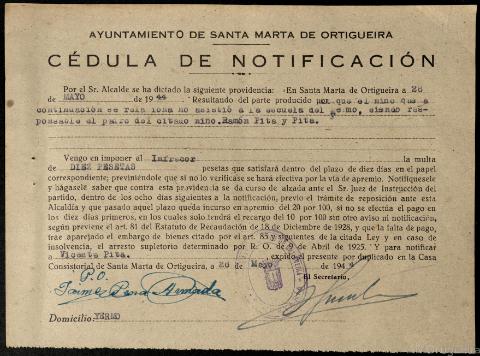 AYUNTAMIENTO DE SANTA MARTA DE ORTIGUEIRA
CÉDULA DE NOTIFICACIÓN
Por el Sr. Alcalde se ha dictado la siguiente providencia: «En Santa Marta de Ortigueira a 26
de MAYO de 1944 «Resultando del parte producido por que el niño que a
continuación se relaciona no asistió a la escuela del Yermo, siendo res-
ponsable el padre del citado niño. Ramón Pita y Pita.
Vengo en imponer al Infractor la multa
de DIEZ PESETAS pesetas que satisfará dentro del plazo de diez días en el papel
correspondiente; previniéndole que si no lo verificase se hará efectiva por la vía de apremio. Notifíquesele
y hágasele saber que contra esta providencia se da curso de alzada ante el Sr. Juez de Instrucción del
partido, dentro de los ocho días siguientes a la notificación, previo el trámite de reposición ante esta
Alcaldía y que pasado aquel plazo queda incurso en apremio del 20 por 100, si no se efectúa el pago en
los diez días primeros, en los cuales solo tendrá el recargo del 10 por 100 sin otro aviso ni notificación,
según previene el art. 81 del Estatuto de Recaudación de 18 de Diciembre de 1928, y que la falta de pago,
trae aparejado el embargo de bienes citado por el art. 85 y siguientes de la citada Ley y en caso de
insolvencia, el arresto supletorio determinado por R. O. de 9 de Abril de 1925. Y para notificar
a Vicente Pita. expido el presente por duplicado en la Casa
Consistorial de Santa Marta de Ortigueira, a 26 de Mayo de 1944
El Secretario,
P.O.
Jaime Armada
Domicilio: YERMO